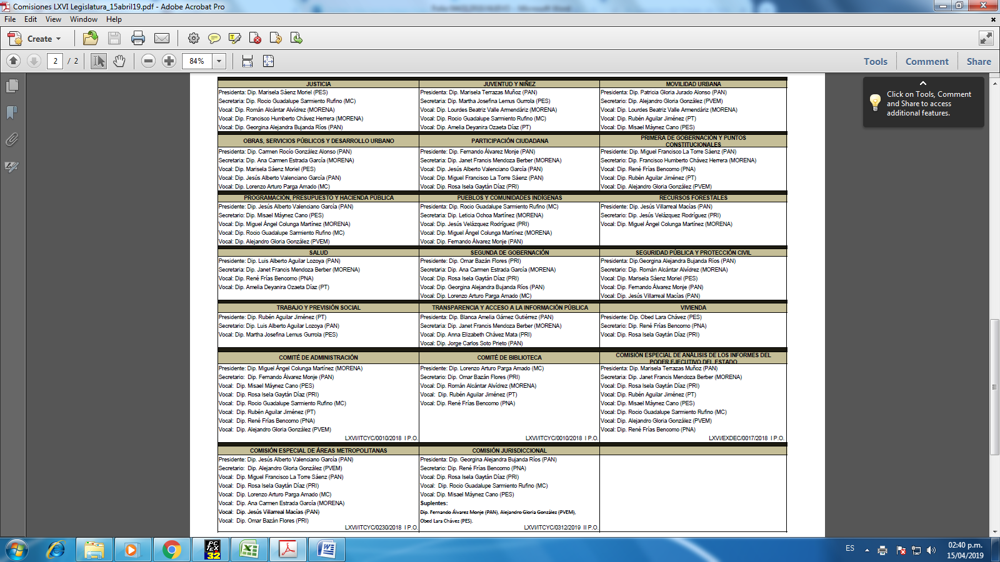 Comisiones LXVI Legislatura_15abril19.pdf - Adobe Acrobat Pro
File Edit View Window Help
Create
2 / 2 84% Tools Comment Share
Click on Tools, Comment
and Share to access
additional features.
JUSTICIA
Presidenta: Dip. Marisela Sáenz Moriel (PES)
Secretaria: Dip. Rocio Guadalupe Sarmiento Rufino (MC)
Vocal: Dip. Román Alcántar Alvídrez (MORENA)
Vocal: Dip. Francisco Humberto Chávez Herrera (MORENA)
Vocal: Dip. Georgina Alejandra Bujanda Ríos (PAN)
JUVENTUD Y NIÑEZ
Presidenta: Dip. Marisela Terrazas Muñoz (PAN)
Secretaria: Dip. Martha Josefina Lemus Gurrola (PES)
Vocal: Dip. Lourdes Beatriz Valle Armendáriz (MORENA)
Vocal: Dip. Rocio Guadalupe Sarmiento Rufino (MC)
Vocal: Dip. Amelia Deyanira Ozaeta Díaz (PT)
MOVILIDAD URBANA
Presidenta: Dip. Patricia Gloria Jurado Alonso (PAN)
Secretario: Dip. Alejandro Gloria González (PVEM)
Vocal: Dip. Lourdes Beatriz Valle Armendáriz (MORENA)
Vocal: Dip. Rubén Aguilar Jiménez (PT)
Vocal: Dip. Misael Máynez Cano (PES)
OBRAS, SERVICIOS PÚBLICOS Y DESARROLLO URBANO
Presidenta: Dip. Carmen Rocío González Alonso (PAN)
Secretaria: Dip. Ana Carmen Estrada García (MORENA)
Vocal: Dip. Marisela Sáenz Moriel (PES)
Vocal: Dip. Jesús Alberto Valenciano García (PAN)
Vocal: Dip. Lorenzo Arturo Parga Amado (MC)
PARTICIPACIÓN CIUDADANA
Presidente: Dip. Fernando Álvarez Monje (PAN)
Secretaria: Dip. Janet Francis Mendoza Berber (MORENA)
Vocal: Dip. Jesús Alberto Valenciano García (PAN)
Vocal: Dip. Miguel Francisco La Torre Sáenz (PAN)
Vocal: Dip. Rosa Isela Gaytán Díaz (PRI)
PRIMERA DE GOBERNACIÓN Y PUNTOS
CONSTITUCIONALES
Presidente: Dip. Miguel Francisco La Torre Sáenz (PAN)
Secretario: Dip. Francisco Humberto Chávez Herrera (MORENA)
Vocal: Dip. René Frías Bencomo (PNA)
Vocal: Dip. Rubén Aguilar Jiménez (PT)
Vocal: Dip. Alejandro Gloria González (PVEM)
PROGRAMACIÓN, PRESUPUESTO Y HACIENDA PÚBLICA
Presidente: Dip. Jesús Alberto Valenciano García (PAN)
Secretario: Dip. Misael Máynez Cano (PES)
Vocal: Dip. Miguel Ángel Colunga Martínez (MORENA)
Vocal: Dip. Rocio Guadalupe Sarmiento Rufino (MC)
Vocal: Dip. Alejandro Gloria González (PVEM)
PUEBLOS Y COMUNIDADES INDÍGENAS
Presidenta: Dip. Rocio Guadalupe Sarmiento Rufino (MC)
Secretaria: Dip. Leticia Ochoa Martínez (MORENA)
Vocal: Dip. Jesús Velázquez Rodríguez (PRI)
Vocal: Dip. Miguel Ángel Colunga Martínez (MORENA)
Vocal: Dip. Fernando Álvarez Monje (PAN)
RECURSOS FORESTALES
Presidente: Dip. Jesús Villarreal Macías (PAN)
Secretario: Dip. Jesús Velázquez Rodríguez (PRI)
Vocal: Dip. Miguel Ángel Colunga Martínez (MORENA)
SALUD
Presidente: Dip. Luis Alberto Aguilar Lozoya (PAN)
Secretaria: Dip. Janet Francis Mendoza Berber (MORENA)
Vocal: Dip. René Frías Bencomo (PNA)
Vocal: Dip. Amelia Deyanira Ozaeta Díaz (PT)
SEGUNDA DE GOBERNACIÓN
Presidente: Dip. Omar Bazán Flores (PRI)
Secretaria: Dip. Ana Carmen Estrada García (MORENA)
Vocal: Dip. Rosa Isela Gaytán Díaz (PRI)
Vocal: Dip. Georgina Alejandra Bujanda Ríos (PAN)
Vocal: Dip. Lorenzo Arturo Parga Amado (MC)
SEGURIDAD PÚBLICA Y PROTECCIÓN CIVIL
Presidenta: Dip.Georgina Alejandra Bujanda Ríos (PAN)
Secretario: Dip. Román Alcántar Alvídrez (MORENA)
Vocal: Dip. Marisela Sáenz Moriel (PES)
Vocal: Dip. Fernando Álvarez Monje (PAN)
Vocal: Dip. Jesús Villarreal Macías (PAN)
TRABAJO Y PREVISIÓN SOCIAL
Presidente: Dip. Rubén Aguilar Jiménez (PT)
Secretario: Dip. Luis Alberto Aguilar Lozoya (PAN)
Vocal: Dip. Martha Josefina Lemus Gurrola (PES)
TRANSPARENCIA Y ACCESO A LA INFORMACIÓN PÚBLICA
Presidenta: Dip. Blanca Amelia Gámez Gutiérrez (PAN)
Secretaria: Dip. Janet Francis Mendoza Berber (MORENA)
Vocal: Dip. Anna Elizabeth Chávez Mata (PRI)
Vocal: Dip. Jorge Carlos Soto Prieto (PAN)
VIVIENDA
Presidente: Dip. Obed Lara Chávez (PES)
Secretario: Dip. René Frías Bencomo (PNA)
Vocal: Dip. Rosa Isela Gaytán Díaz (PRI)
COMITÉ DE ADMINISTRACIÓN
Presidente: Dip. Miguel Ángel Colunga Martínez (MORENA)
Secretario: Dip. Fernando Álvarez Monje (PAN)
Vocal: Dip. Misael Máynez Cano (PES)
Vocal: Dip. Rosa Isela Gaytán Díaz (PRI)
Vocal: Dip. Rocio Guadalupe Sarmiento Rufino (MC)
Vocal: Dip. Rubén Aguilar Jiménez (PT)
Vocal: Dip. René Frías Bencomo (PNA)
Vocal: Dip. Alejandro Gloria González (PVEM)
LXVI/ITCYC/0010/2018 I P.O.
COMITÉ DE BIBLIOTECA
Presidente: Dip. Lorenzo Arturo Parga Amado (MC)
Secretario: Dip. Omar Bazán Flores (PRI)
Vocal: Dip. Román Alcántar Alvídrez (MORENA)
Vocal: Dip. Rubén Aguilar Jiménez (PT)
Vocal: Dip. René Frías Bencomo (PNA)
LXVI/ITCYC/0010/2018 I P.O.
COMISIÓN ESPECIAL DE ANÁLISIS DE LOS INFORMES DEL
PODER EJECUTIVO DEL ESTADO
Presidenta: Dip. Marisela Terrazas Muñoz (PAN)
Secretaria: Dip. Janet Francis Mendoza Berber (MORENA)
Vocal: Dip. Rosa Isela Gaytán Díaz (PRI)
Vocal: Dip. Rubén Aguilar Jiménez (PT)
Vocal: Dip. Misael Máynez Cano (PES)
Vocal: Dip. Rocio Guadalupe Sarmiento Rufino (MC)
Vocal: Dip. Alejandro Gloria González (PVEM)
Vocal: Dip. René Frías Bencomo (PNA)
LXVI/EXDEC/0017/2018 I P.O.
COMISIÓN ESPECIAL DE ÁREAS METROPOLITANAS
Presidente: Dip. Jesús Alberto Valenciano García (PAN)
Secretario: Dip. Alejandro Gloria González (PVEM)
Vocal: Dip. Miguel Francisco La Torre Sáenz (PAN)
Vocal: Dip. Rosa Isela Gaytán Díaz (PRI)
Vocal: Dip. Lorenzo Arturo Parga Amado (MC)
Vocal: Dip. Ana Carmen Estrada García (MORENA)
Vocal: Dip. Jesús Villarreal Macías (PAN)
Vocal: Dip. Omar Bazán Flores (PRI)
LXVI/ITCYC/0230/2018 I P.O.
COMISIÓN JURISDICCIONAL
Presidenta: Dip. Georgina Alejandra Bujanda Ríos (PAN)
Secretario: Dip. René Frías Bencomo (PNA)
Vocal: Dip. Rosa Isela Gaytán Díaz (PRI)
Vocal: Dip. Rocio Guadalupe Sarmiento Rufino (MC)
Vocal: Dip. Misael Máynez Cano (PES)
Suplentes:
Dip. Fernando Álvarez Monje (PAN), Alejandro Gloria González (PVEM),
Obed Lara Chávez (PES).
LXVI/ITCYC/0312/2019 II P.O.
PCTEX 32
ES
02:40 p.m.
15/04/2019